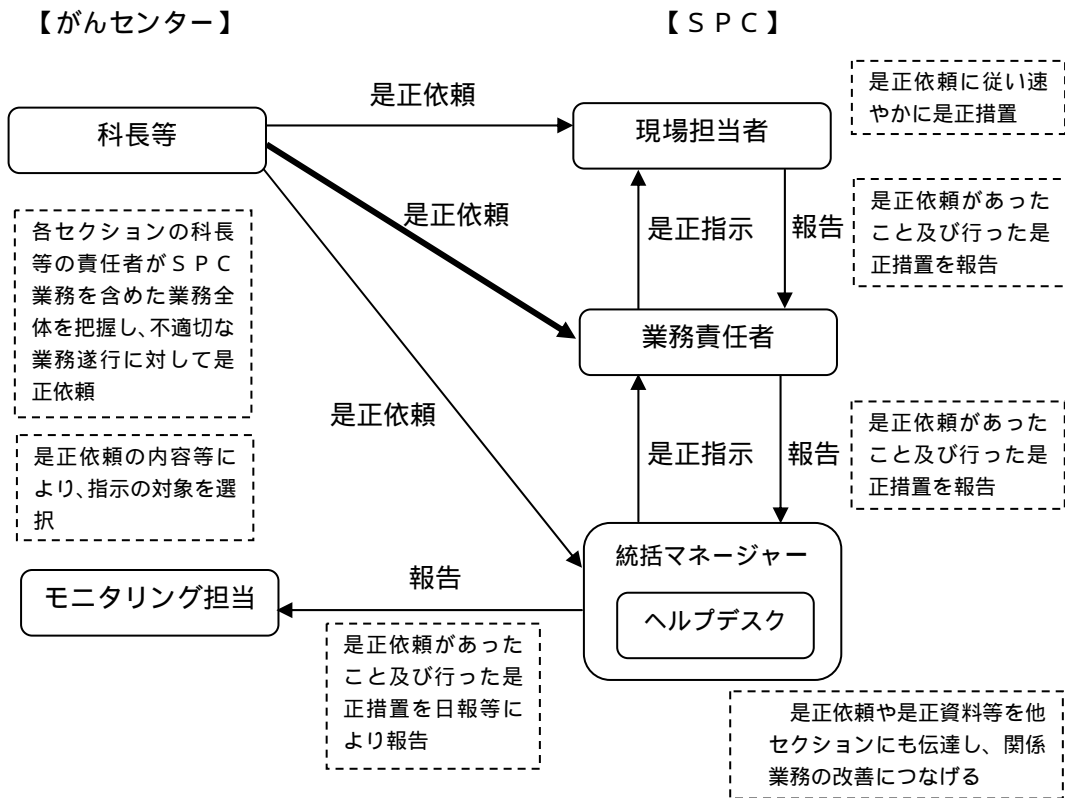 【がんセンター】
【ＳＰＣ】
是正依頼
科長等
現場担当者
是正依頼に従い速
やかに是正措置
各セクションの科長
等の責任者がＳＰＣ
業務を含めた業務全
体を把握し、不適切な
業務遂行に対して是
正依頼
是正依頼
是正指示
報告
是正依頼があった
こと及び行った是
正措置を報告
業務責任者
是正依頼
是正指示
報告
是正依頼があった
こと及び行った是
正措置を報告
是正依頼の内容等に
より、指示の対象を選
択
統括マネージャー
ヘルプデスク
モニタリング担当
報告
是正依頼があった
こと及び行った是
正措置を日報等に
より報告
是正依頼や是正資料等を他
セクションにも伝達し、関係
業務の改善につなげる